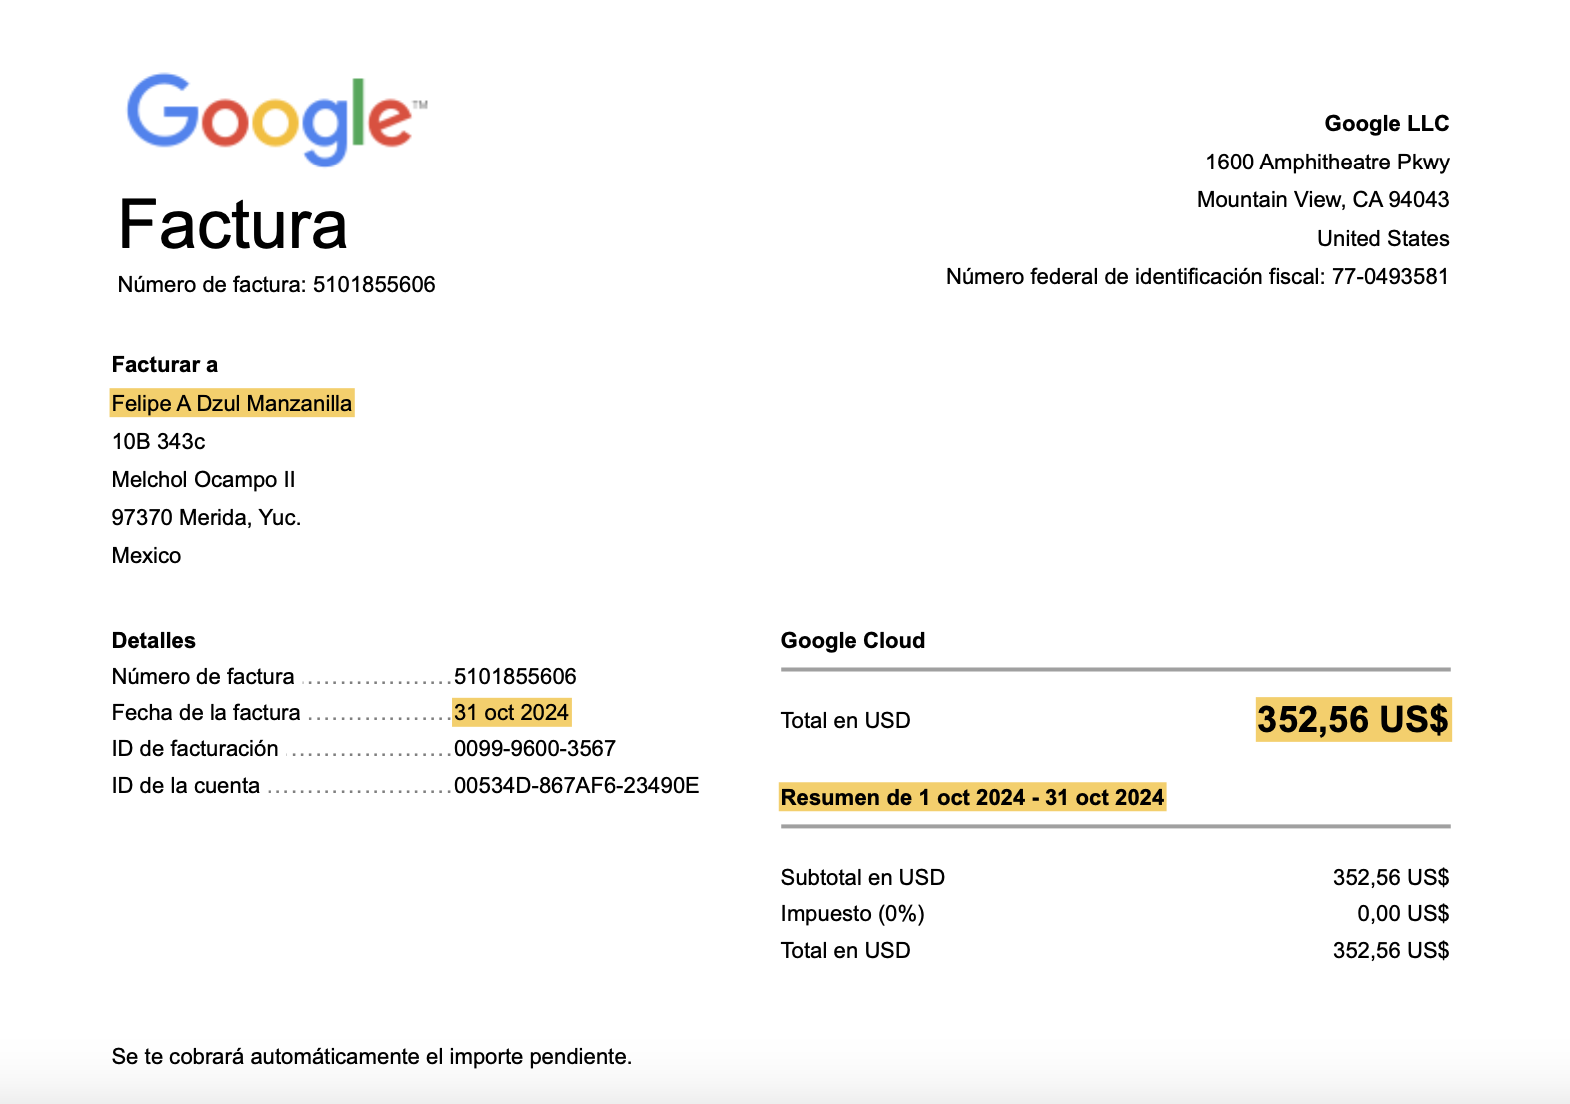 Google™
Factura
Número de factura: 5101855606
Google LLC
1600 Amphitheatre Pkwy
Mountain View, CA 94043
United States
Número federal de identificación fiscal: 77-0493581
Facturar a
Felipe A Dzul Manzanilla
10B 343c
Melchol Ocampo II
97370 Merida, Yuc.
Mexico
Detalles
Número de factura ...................5101855606
Fecha de la factura ..................31 oct 2024
ID de facturación .....................0099-9600-3567
ID de la cuenta .......................00534D-867AF6-23490E
Google Cloud
Total en USD 352,56 US$
Resumen de 1 oct 2024 - 31 oct 2024
Subtotal en USD 352,56 US$
Impuesto (0%) 0,00 US$
Total en USD 352,56 US$
Se te cobrará automáticamente el importe pendiente.